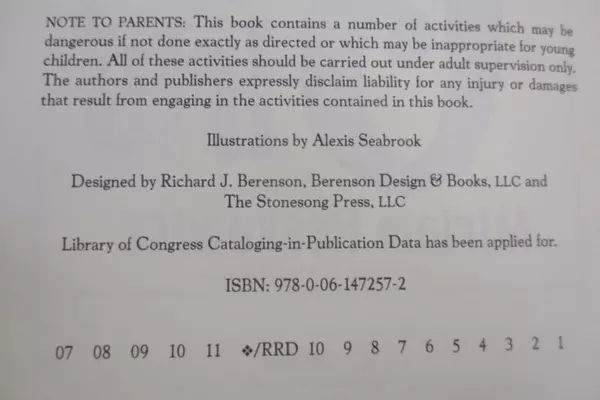 NOTE TO PARENTS: This book contains a number of activities which may be
dangerous if not done exactly as directed or which may be inappropriate for young
children. All of these activities should be carried out under adult supervision only.
The authors and publishers expressly disclaim liability for any injury or damages
that result from engaging in the activities contained in this book.
Illustrations by Alexis Seabrook
Designed by Richard J. Berenson, Berenson Design & Books, LLC and
The Stonesong Press, LLC
Library of Congress Cataloging-in-Publication Data has been applied for.
ISBN: 978-0-06-147257-2
07 08 09 10 11 ❖/RRD 10 9 8 7 6 5 4 3 2 1